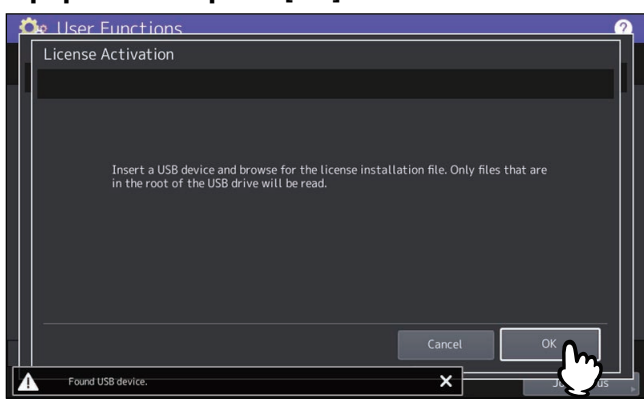 User Functions
License Activation
Insert a USB device and browse for the license installation file. Only files that are
in the root of the USB drive will be read.
Cancel
OK
Found USB device.